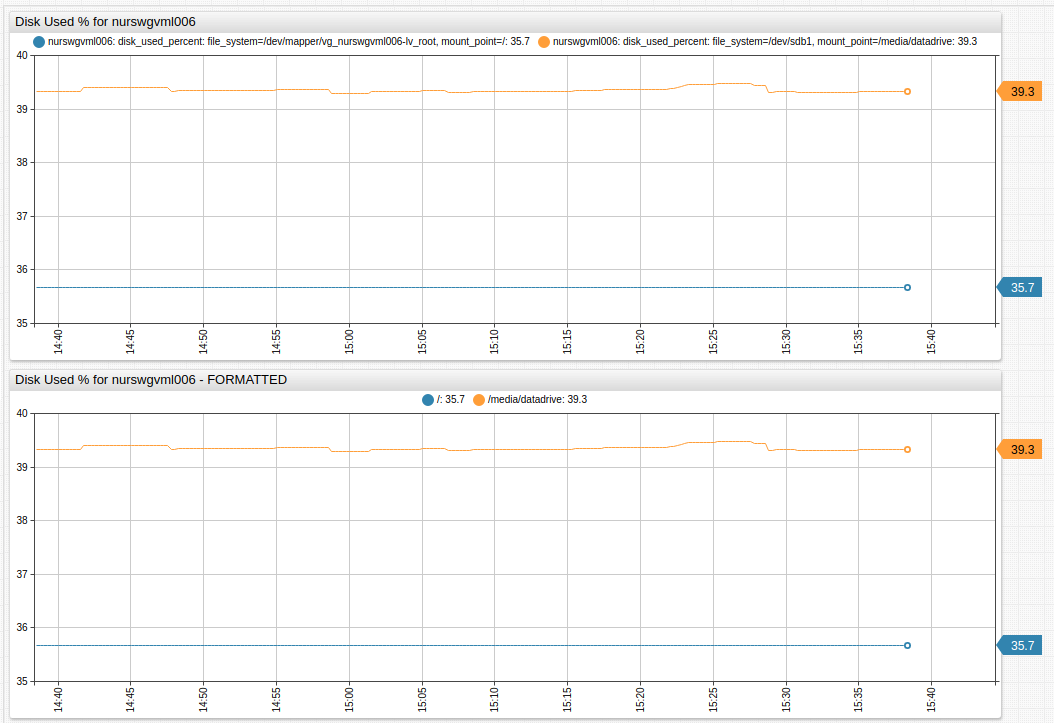 Disk Used % for nurswgvml006
nurswgvml006: disk_used_percent: file_system=/dev/mapper/vg_nurswgvml006-lv_root, mount_point=/: 35.7 nurswgvml006: disk_used_percent: file_system=/dev/sdb1, mount_point=/media/datadrive: 39.3
40
39.3
39
38
37
36
35.7
35
14:40 14:45 14:50 14:55 15:00 15:05 15:10 15:15 15:20 15:25 15:30 15:35 15:40
Disk Used % for nurswgvml006 - FORMATTED
/: 35.7 /media/datadrive: 39.3
40
39.3
39
38
37
36
35.7
35
14:40 14:45 14:50 14:55 15:00 15:05 15:10 15:15 15:20 15:25 15:30 15:35 15:40